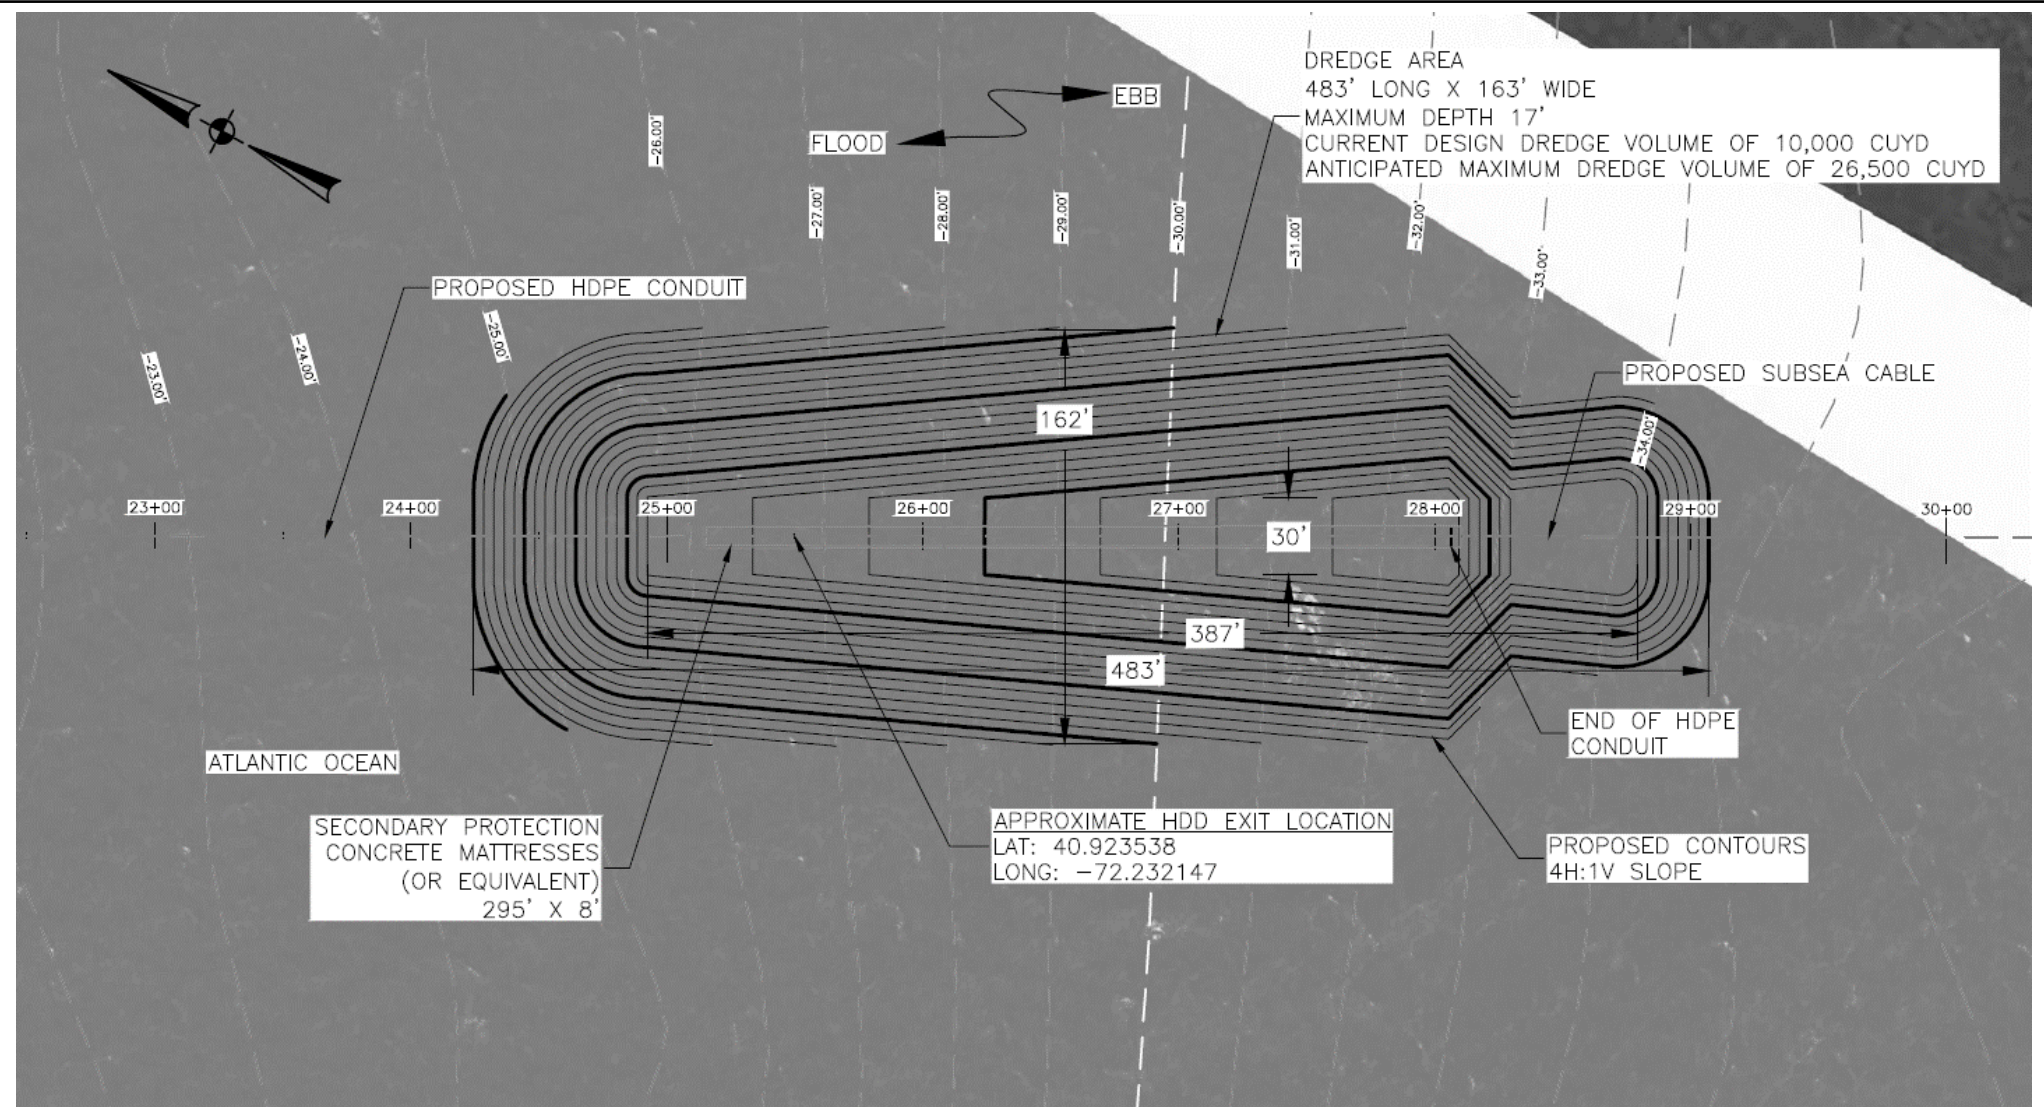 DREDGE AREA
483' LONG X 163' WIDE
MAXIMUM DEPTH 17'
CURRENT DESIGN DREDGE VOLUME OF 10,000 CUYD
ANTICIPATED MAXIMUM DREDGE VOLUME OF 26,500 CUYD
EBB
FLOOD
-26.00'
-27.00'
-28.00'
-29.00'
-30.00'
-31.00'
-32.00'
-33.00'
PROPOSED HDPE CONDUIT
-25.00'
-24.00'
-23.00'
PROPOSED SUBSEA CABLE
162'
-34.00'
23+00
24+00
25+00
26+00
27+00
28+00
29+00
30+00
30'
387'
483'
END OF HDPE
CONDUIT
ATLANTIC OCEAN
SECONDARY PROTECTION
CONCRETE MATTRESSES
(OR EQUIVALENT)
295' X 8'
APPROXIMATE HDD EXIT LOCATION
LAT: 40.923538
LONG: -72.232147
PROPOSED CONTOURS
4H:1V SLOPE